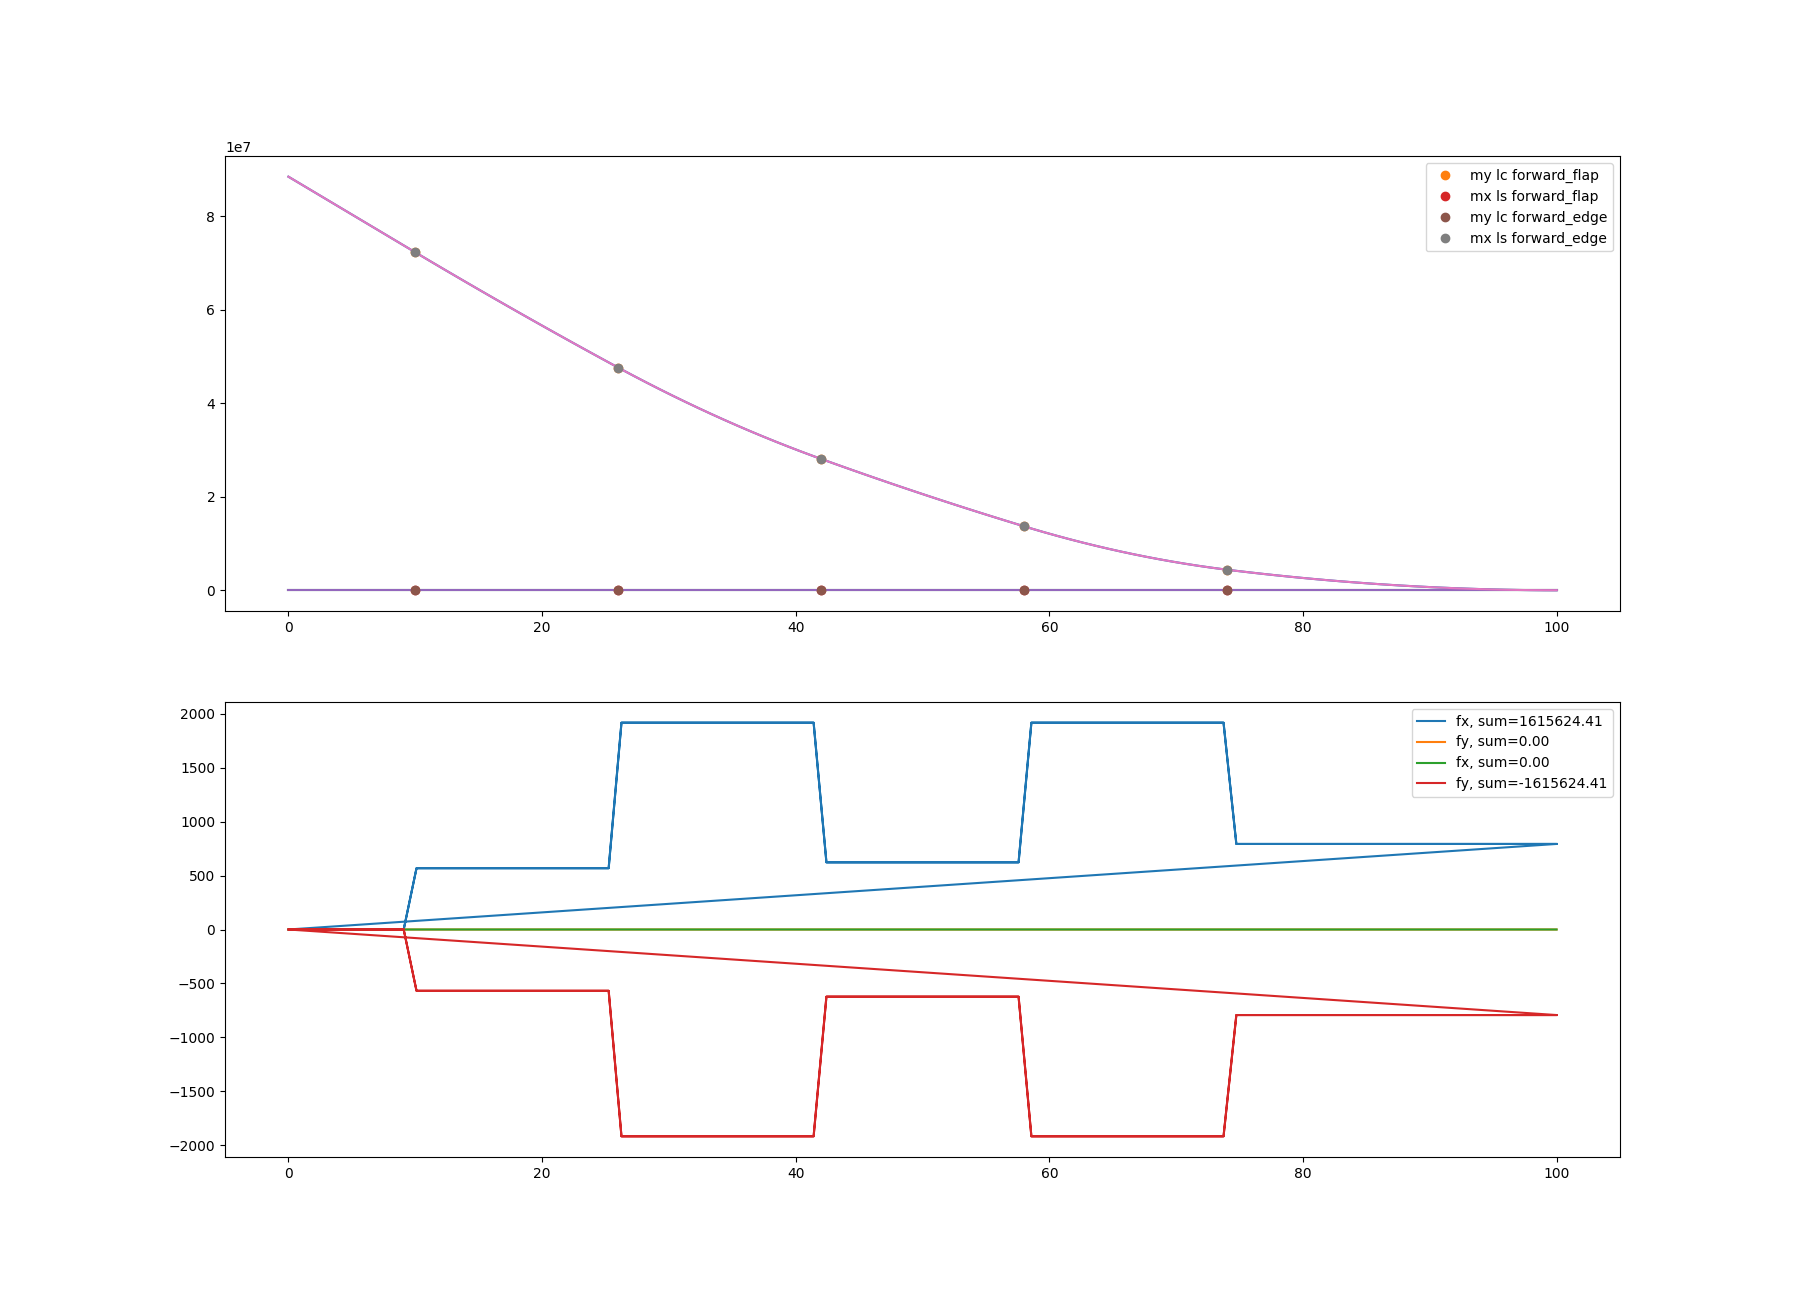 1e7
my lc forward_flap
mx ls forward_flap
my lc forward_edge
mx ls forward_edge
8
6
4
2
0
0 20 40 60 80 100
fx, sum=1615624.41
fy, sum=0.00
fx, sum=0.00
fy, sum=-1615624.41
2000
1500
1000
500
0
−500
−1000
−1500
−2000
0 20 40 60 80 100